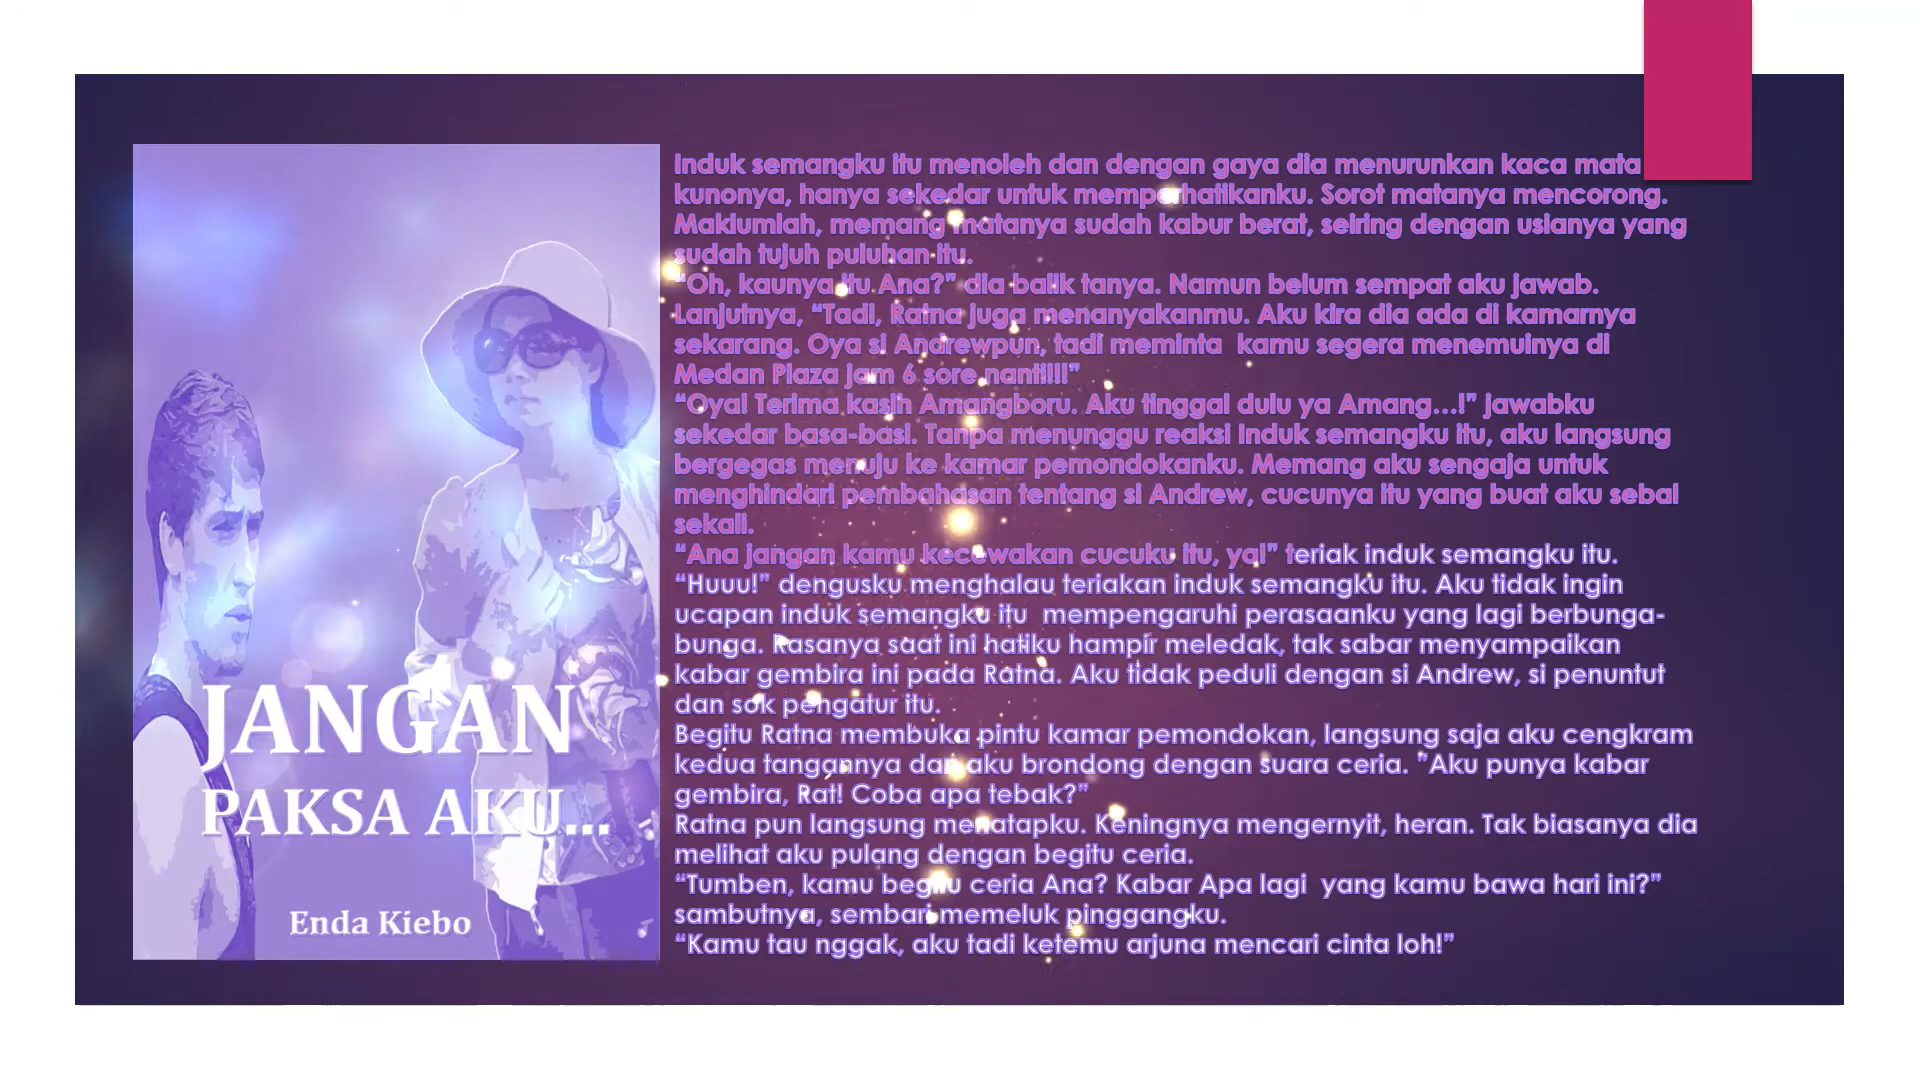 JANGAN
PAKSA AKU...
Enda Kiebo
Induk semangku itu menoleh dan dengan gaya dia menurunkan kaca mata
kunonya, hanya sekedar untuk memperhatikanku. Sorot matanya mencorong.
Maklumlah, memang matanya sudah kabur berat, seiring dengan usianya yang
sudah tujuh puluhan itu.
“Oh, kaunya itu Ana?” dia balik tanya. Namun belum sempat aku jawab.
Lanjutnya, “Tadi, Ratna juga menanyakanmu. Aku kira dia ada di kamarnya
sekarang. Oya si Andrewpun, tadi meminta  kamu segera menemuinya di
Medan Plaza jam 6 sore nanti!!!!”
“Oya! Terima kasih Amangboru. Aku tinggal dulu ya Amang...!” jawabku
sekedar basa-basi. Tanpa menunggu reaksi Induk semangku itu, aku langsung
bergegas menuju ke kamar pemondokanku. Memang aku sengaja untuk
menghindari pembahasan tentang si Andrew, cucunya itu yang buat aku sebal
sekali.
“Ana jangan kamu kecewakan cucuku itu, ya!” teriak induk semangku itu.
“Huuu!” dengusku menghalau teriakan induk semangku itu. Aku tidak ingin
ucapan induk semangku itu  mempengaruhi perasaanku yang lagi berbunga-
bunga. Rasanya saat ini hatiku hampir meledak, tak sabar menyampaikan
kabar gembira ini pada Ratna. Aku tidak peduli dengan si Andrew, si penuntut
dan sok pengatur itu.
Begitu Ratna membuka pintu kamar pemondokan, langsung saja aku cengkram
kedua tangannya dan aku brondong dengan suara ceria. ”Aku punya kabar
gembira, Rat! Coba apa tebak?”
Ratna pun langsung menatapku. Keningnya mengernyit, heran. Tak biasanya dia
melihat aku pulang dengan begitu ceria.
“Tumben, kamu begitu ceria Ana? Kabar Apa lagi  yang kamu bawa hari ini?”
sambutnya, sembari memeluk pinggangku.
“Kamu tau nggak, aku tadi ketemu arjuna mencari cinta loh!”